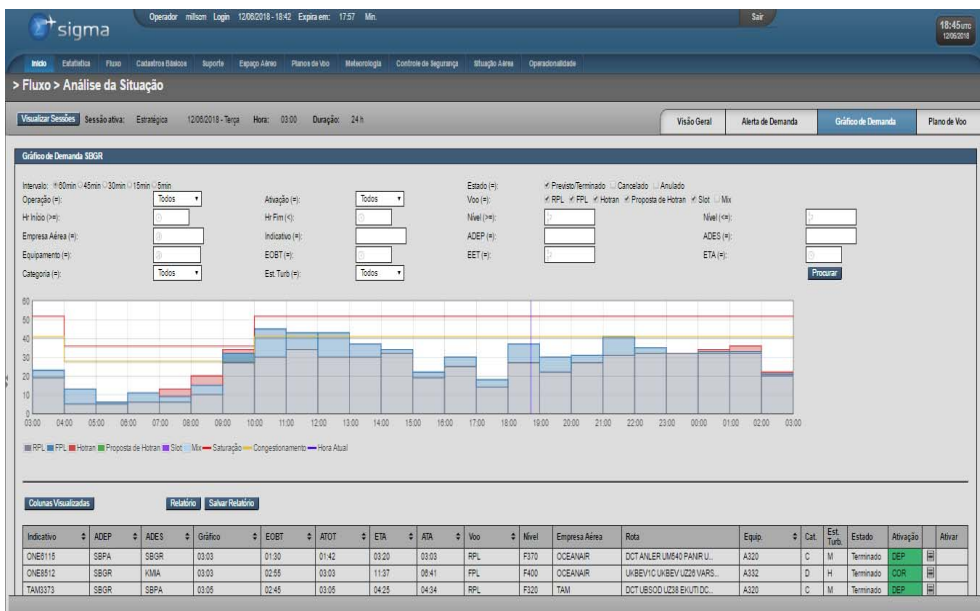 sigma
Operador milscm Login 12/06/2018 - 18:42 Expira em: 17:57 Min.
Sair
18:45 UTC
12/06/2018
Início Estatística Fluxo Cadastros Básicos Suporte Espaço Aéreo Planos de Voo Meteorologia Controle de Segurança Situação Aérea Operacionalidade
> Fluxo > Análise da Situação
Visualizar Sessões Sessão ativa: Estratégica 12/06/2018 - Terça Hora: 03:00 Duração: 24 h
Visão Geral Alerta de Demanda Gráfico de Demanda Plano de Voo
Gráfico de Demanda SBGR
Intervalo: 60min 45min 30min 15min 5min Estado (=): Previsto/Terminado Cancelado Anulado
Operação (=): Todos Ativação (=): Todos Voo (=): RPL FPL Hotran Proposta de Hotran Slot Mix
Hr Início (>=): Hr Fim (<): Nível (>=): Nível (<=):
Empresa Aérea (=): Indicativo (=): ADEP (=): ADES (=):
Equipamento (=): EOBT (=): EET (=): ETA (=):
Categoria (=): Todos Est. Turb (=): Todos Procurar
60
50
40
30
20
10
0
03:00 04:00 05:00 06:00 07:00 08:00 09:00 10:00 11:00 12:00 13:00 14:00 15:00 16:00 17:00 18:00 19:00 20:00 21:00 22:00 23:00 00:00 01:00 02:00 03:00
RPL FPL Hotran Proposta de Hotran Slot Mix Saturação Congestionamento Hora Atual
Colunas Visualizadas Relatório Salvar Relatório
Indicativo ADEP ADES Gráfico EOBT ATOT ETA ATA Voo Nível Empresa Aérea Rota Equip. Cat. Est. Turb. Estado Ativação Ativar
ONE6115 SBPA SBGR 03:03 01:30 01:42 03:20 03:03 RPL F370 OCEANAIR DCT ANLER UM540 PANIR U... A320 C M Terminado DEP
ONE8512 SBGR KMIA 03:03 02:55 03:03 11:37 06:41 FPL F400 OCEANAIR UKBEV1C UKBEV UZ26 VARS... A332 D H Terminado COR
TAM3373 SBGR SBPA 03:05 02:45 03:05 04:25 04:34 RPL F320 TAM DCT UBSOD UZ38 EKUTI DC... A320 C M Terminado DEP